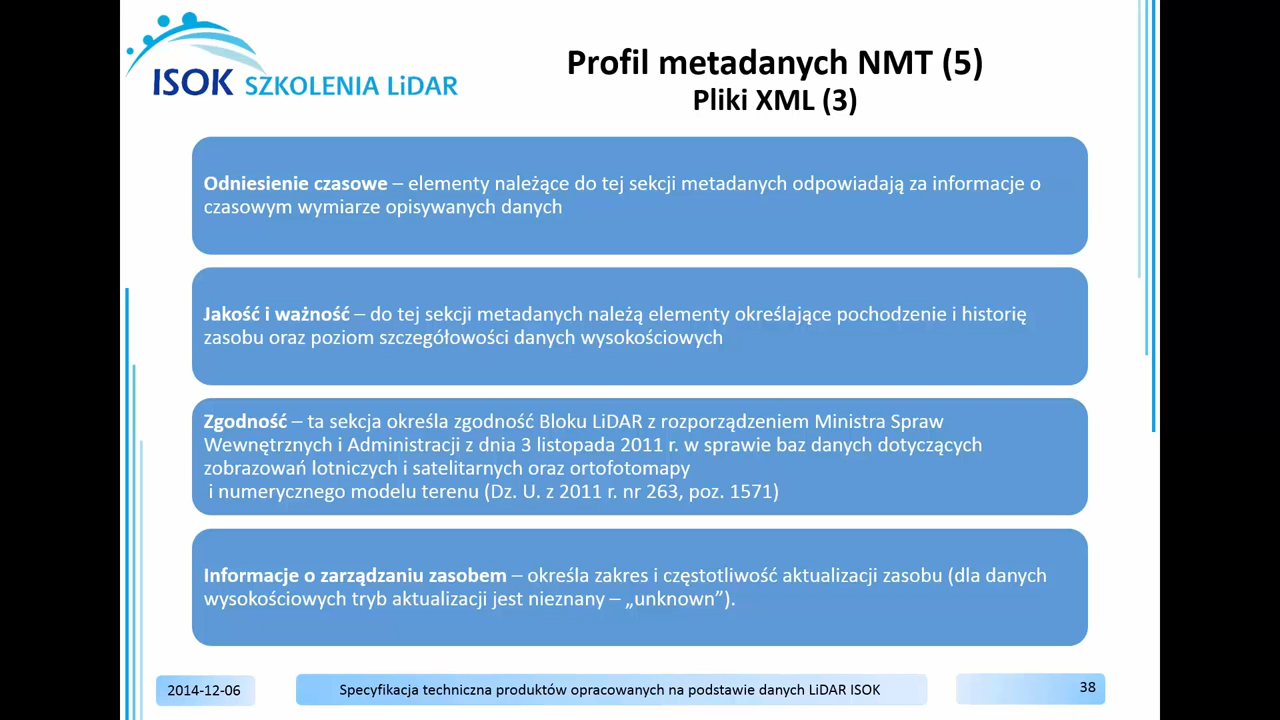 ISOK SZKOLENIA LiDAR
Profil metadanych NMT (5)
Pliki XML (3)
Odniesienie czasowe – elementy należące do tej sekcji metadanych odpowiadają za informacje o
czasowym wymiarze opisywanych danych
Jakość i ważność – do tej sekcji metadanych należą elementy określające pochodzenie i historię
zasobu oraz poziom szczegółowości danych wysokościowych
Zgodność – ta sekcja określa zgodność Bloku LiDAR z rozporządzeniem Ministra Spraw
Wewnętrznych i Administracji z dnia 3 listopada 2011 r. w sprawie baz danych dotyczących
zobrazowań lotniczych i satelitarnych oraz ortofotomapy
i numerycznego modelu terenu (Dz. U. z 2011 r. nr 263, poz. 1571)
Informacje o zarządzaniu zasobem – określa zakres i częstotliwość aktualizacji zasobu (dla danych
wysokościowych tryb aktualizacji jest nieznany – „unknown”).
2014-12-06
Specyfikacja techniczna produktów opracowanych na podstawie danych LiDAR ISOK
38